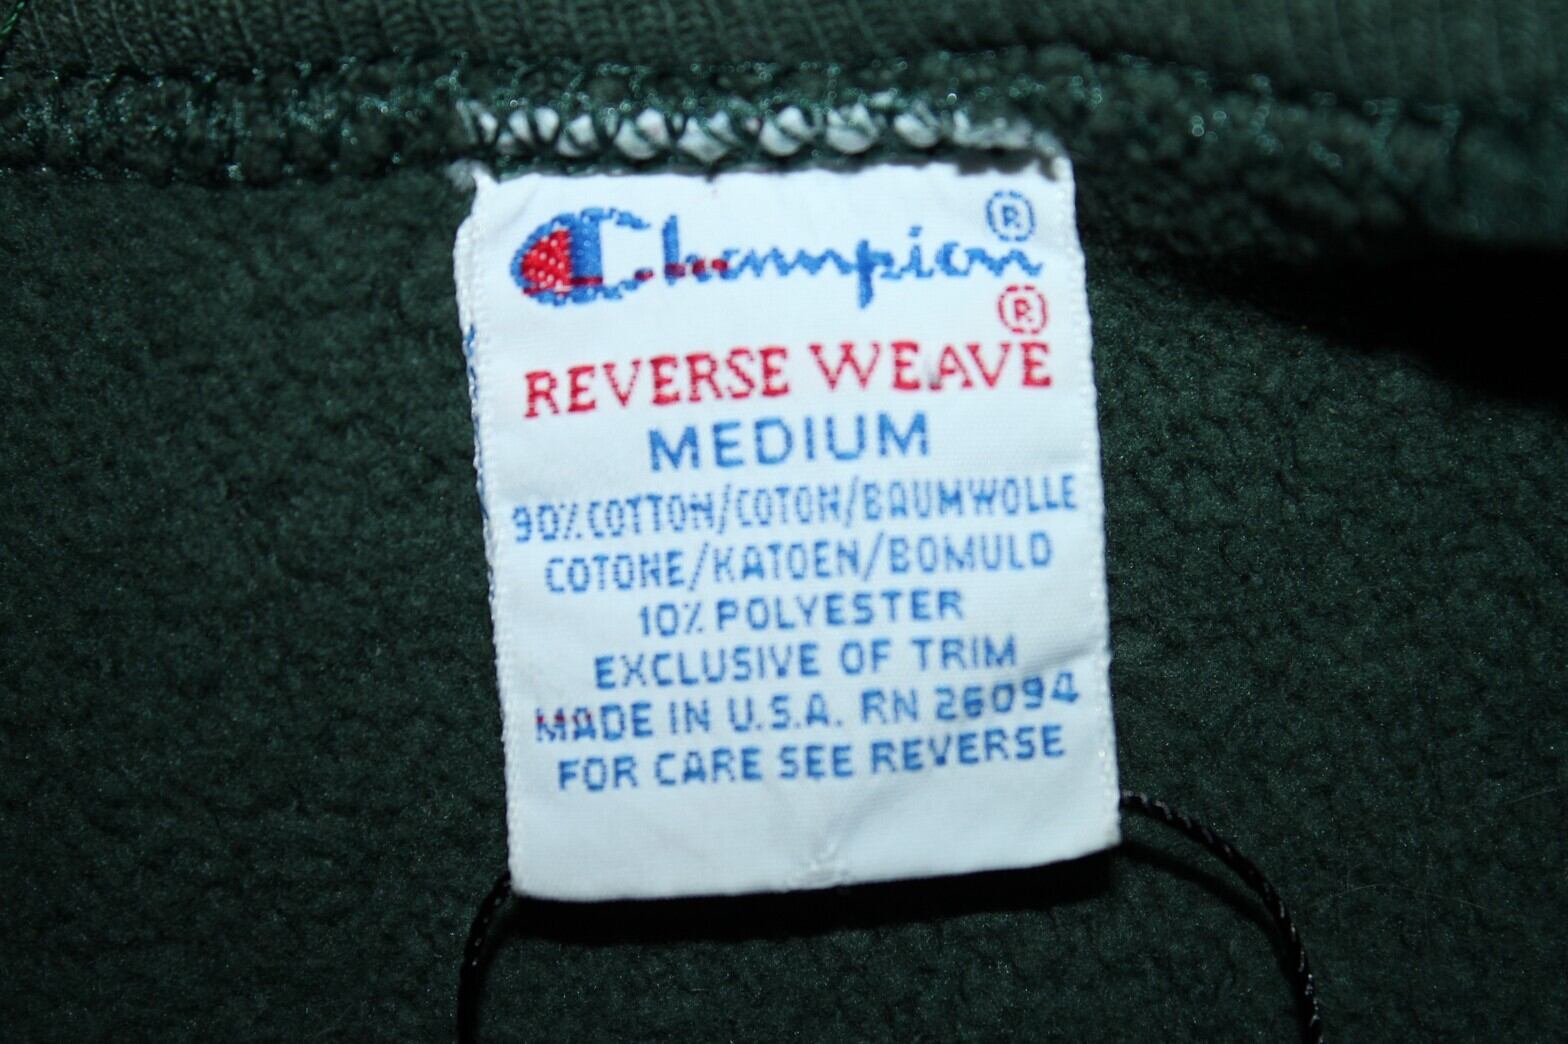 Champion®
®
REVERSE WEAVE
MEDIUM
90% COTTON/COTON/BAUMWOLLE
COTONE/KATOEN/BOMULD
10% POLYESTER
EXCLUSIVE OF TRIM
MADE IN U.S.A. RN 26094
FOR CARE SEE REVERSE